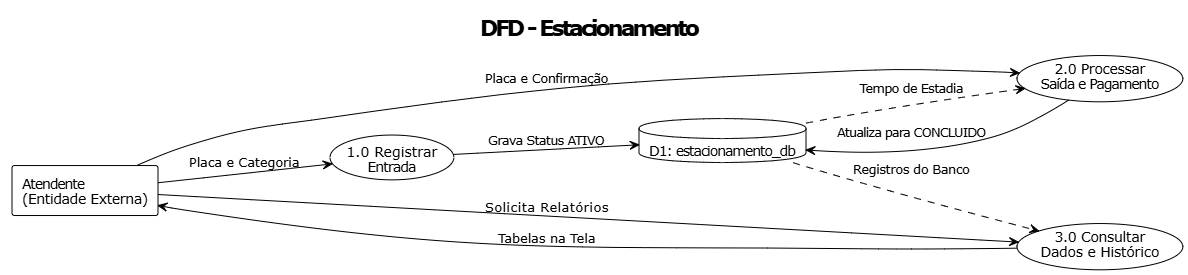 DFD - Estacionamento
Placa e Confirmação
2.0 Processar
Saída e Pagamento
Tempo de Estadia
Grava Status ATIVO
Atualiza para CONCLUIDO
D1: estacionamento_db
1.0 Registrar
Entrada
Placa e Categoria
Atendente
(Entidade Externa)
Registros do Banco
Solicita Relatórios
Tabelas na Tela
3.0 Consultar
Dados e Histórico